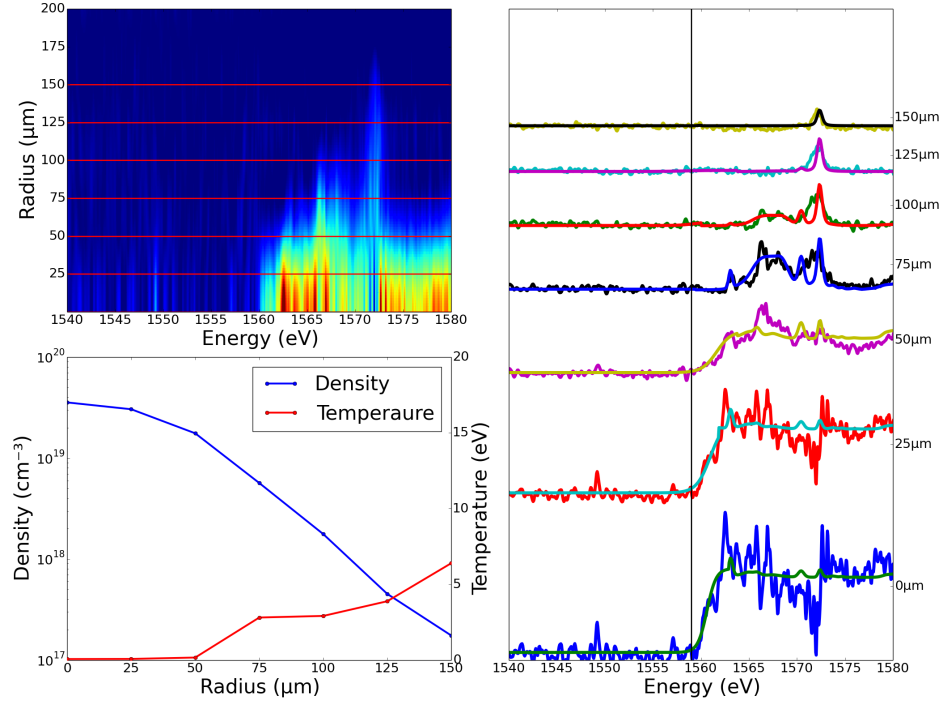 200
175
150
125
100
75
50
25
Radius (μm)
1540 1545 1550 1555 1560 1565 1570 1575 1580
Energy (eV)
10^20
10^19
10^18
10^17
Density (cm^−3)
Density
Temperaure
20
15
10
5
0
Temperature (eV)
0 25 50 75 100 125 150
Radius (μm)
150μm
125μm
100μm
75μm
50μm
25μm
0μm
1540 1545 1550 1555 1560 1565 1570 1575 1580
Energy (eV)